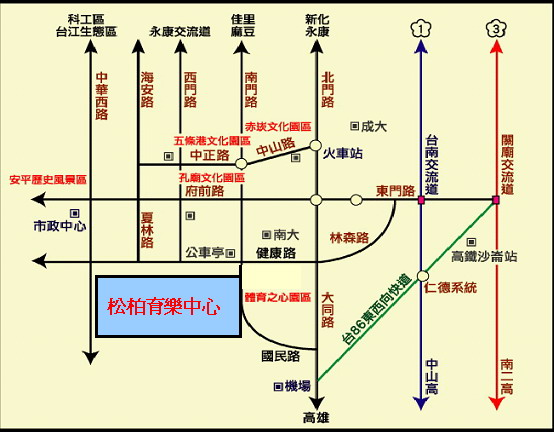 科工區
台江生態區
永康交流道
佳里
麻豆
新化
永康
1
3
中華西路
海安路
西門路
南門路
北門路
赤崁文化園區
成大
五條港文化園區
中正路
中山路
火車站
台南交流道
關廟交流道
安平歷史風景區
孔廟文化園區
府前路
東門路
市政中心
夏林路
南大
林森路
公車亭
健康路
高鐵沙崙站
松柏育樂中心
體育之心園區
大同路
仁德系統
台86東西向快道
國民路
機場
中山高
南二高
高雄